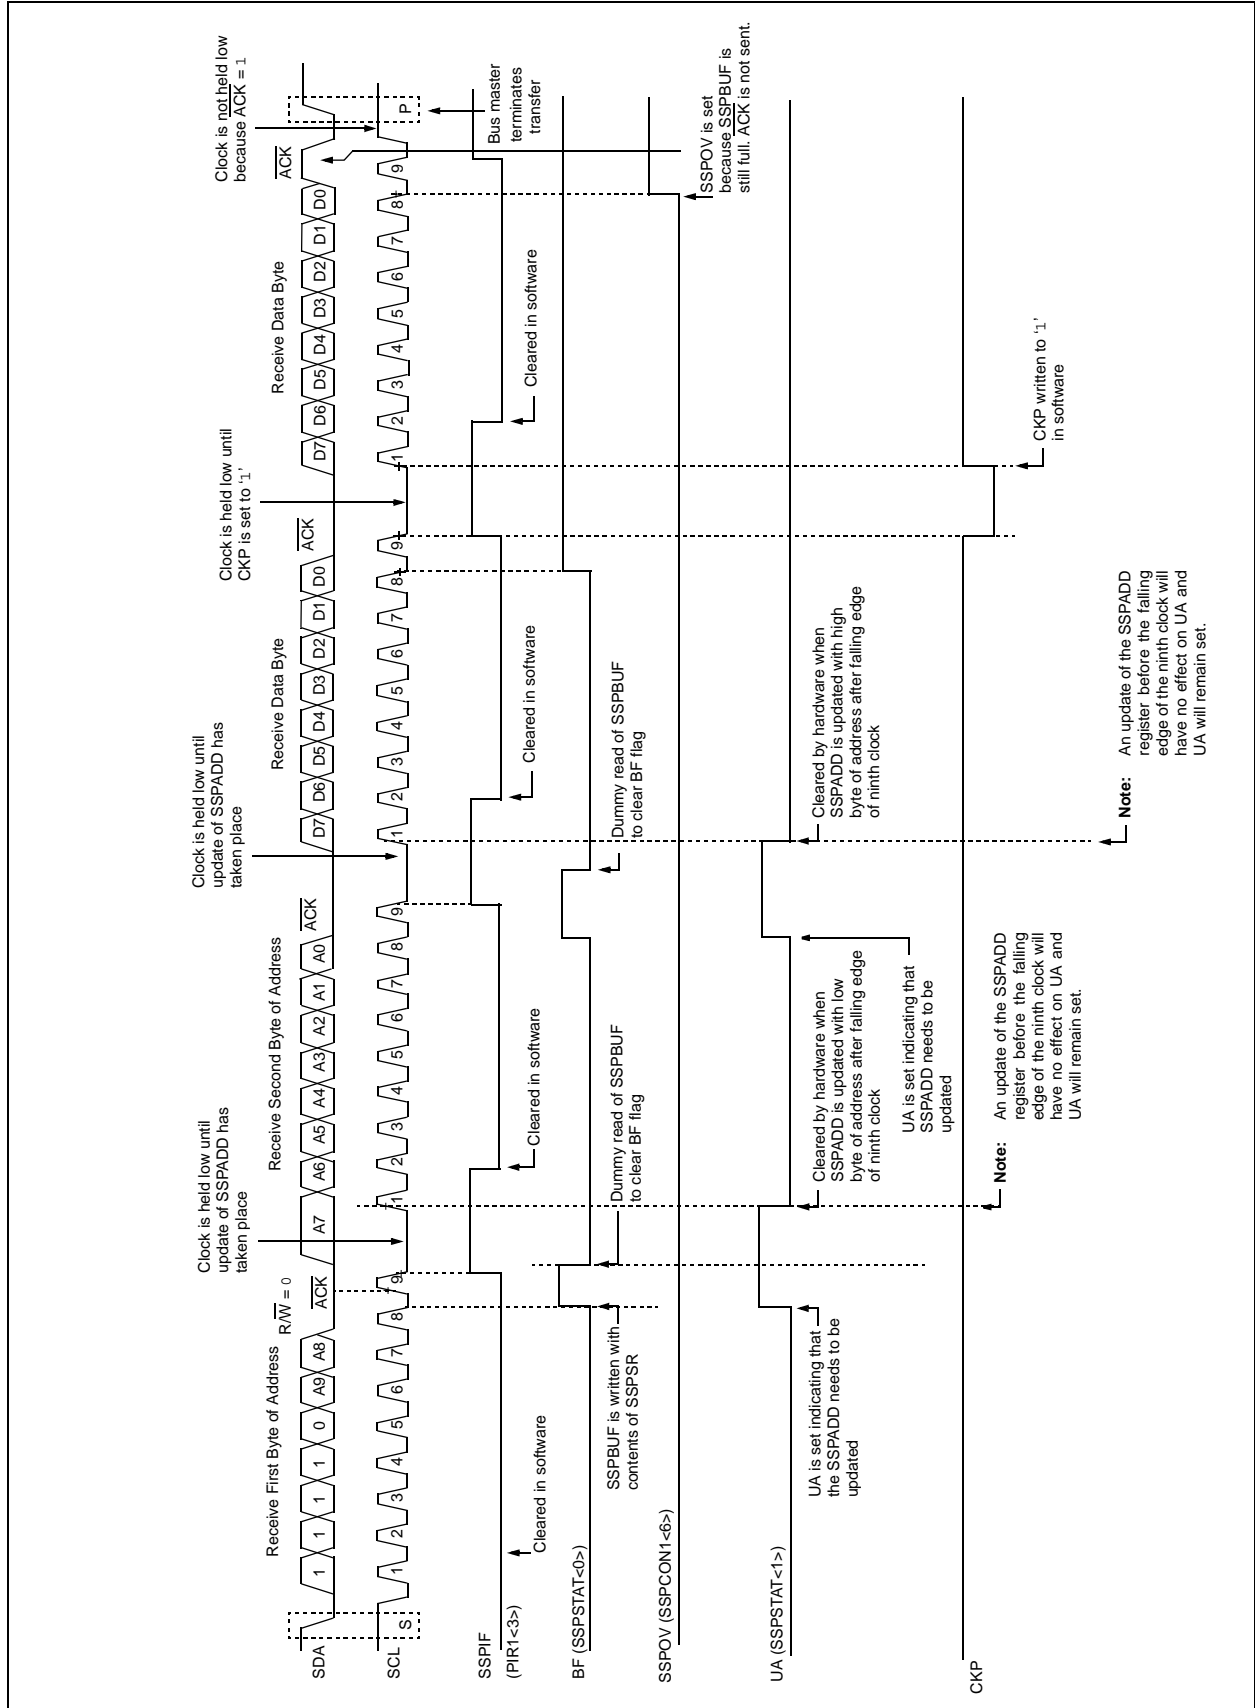 Clock is held low until
update of SSPADD has
taken place
Clock is held low until
update of SSPADD has
taken place
Clock is held low until
CKP is set to ‘1’
Clock is not held low
because ACK = 1
R/W = 0
Receive First Byte of Address
ACK
Receive Second Byte of Address
ACK
Receive Data Byte
ACK
Receive Data Byte
ACK
SDA
1 1 1 1 0 A9 A8
A7 A6 A5 A4 A3 A2 A1 A0
D7 D6 D5 D4 D3 D2 D1 D0
D7 D6 D5 D4 D3 D2 D1 D0
SCL
S
1 2 3 4 5 6 7 8 9
1 2 3 4 5 6 7 8 9
1 2 3 4 5 6 7 8 9
1 2 3 4 5 6 7 8 9
P
Bus master
terminates
transfer
SSPIF
(PIR1<3>)
Cleared in software
Cleared in software
Cleared in software
Cleared in software
BF (SSPSTAT<0>)
SSPBUF is written with
contents of SSPSR
Dummy read of SSPBUF
to clear BF flag
Dummy read of SSPBUF
to clear BF flag
SSPOV (SSPCON1<6>)
SSPOV is set
because SSPBUF is
still full. ACK is not sent.
UA (SSPSTAT<1>)
UA is set indicating that
the SSPADD needs to be
updated
Cleared by hardware when
SSPADD is updated with low
byte of address after falling edge
of ninth clock
UA is set indicating that
SSPADD needs to be
updated
Cleared by hardware when
SSPADD is updated with high
byte of address after falling edge
of ninth clock
CKP
CKP written to ‘1’
in software
Note: An update of the SSPADD
register before the falling
edge of the ninth clock will
have no effect on UA and
UA will remain set.
Note: An update of the SSPADD
register before the falling
edge of the ninth clock will
have no effect on UA and
UA will remain set.